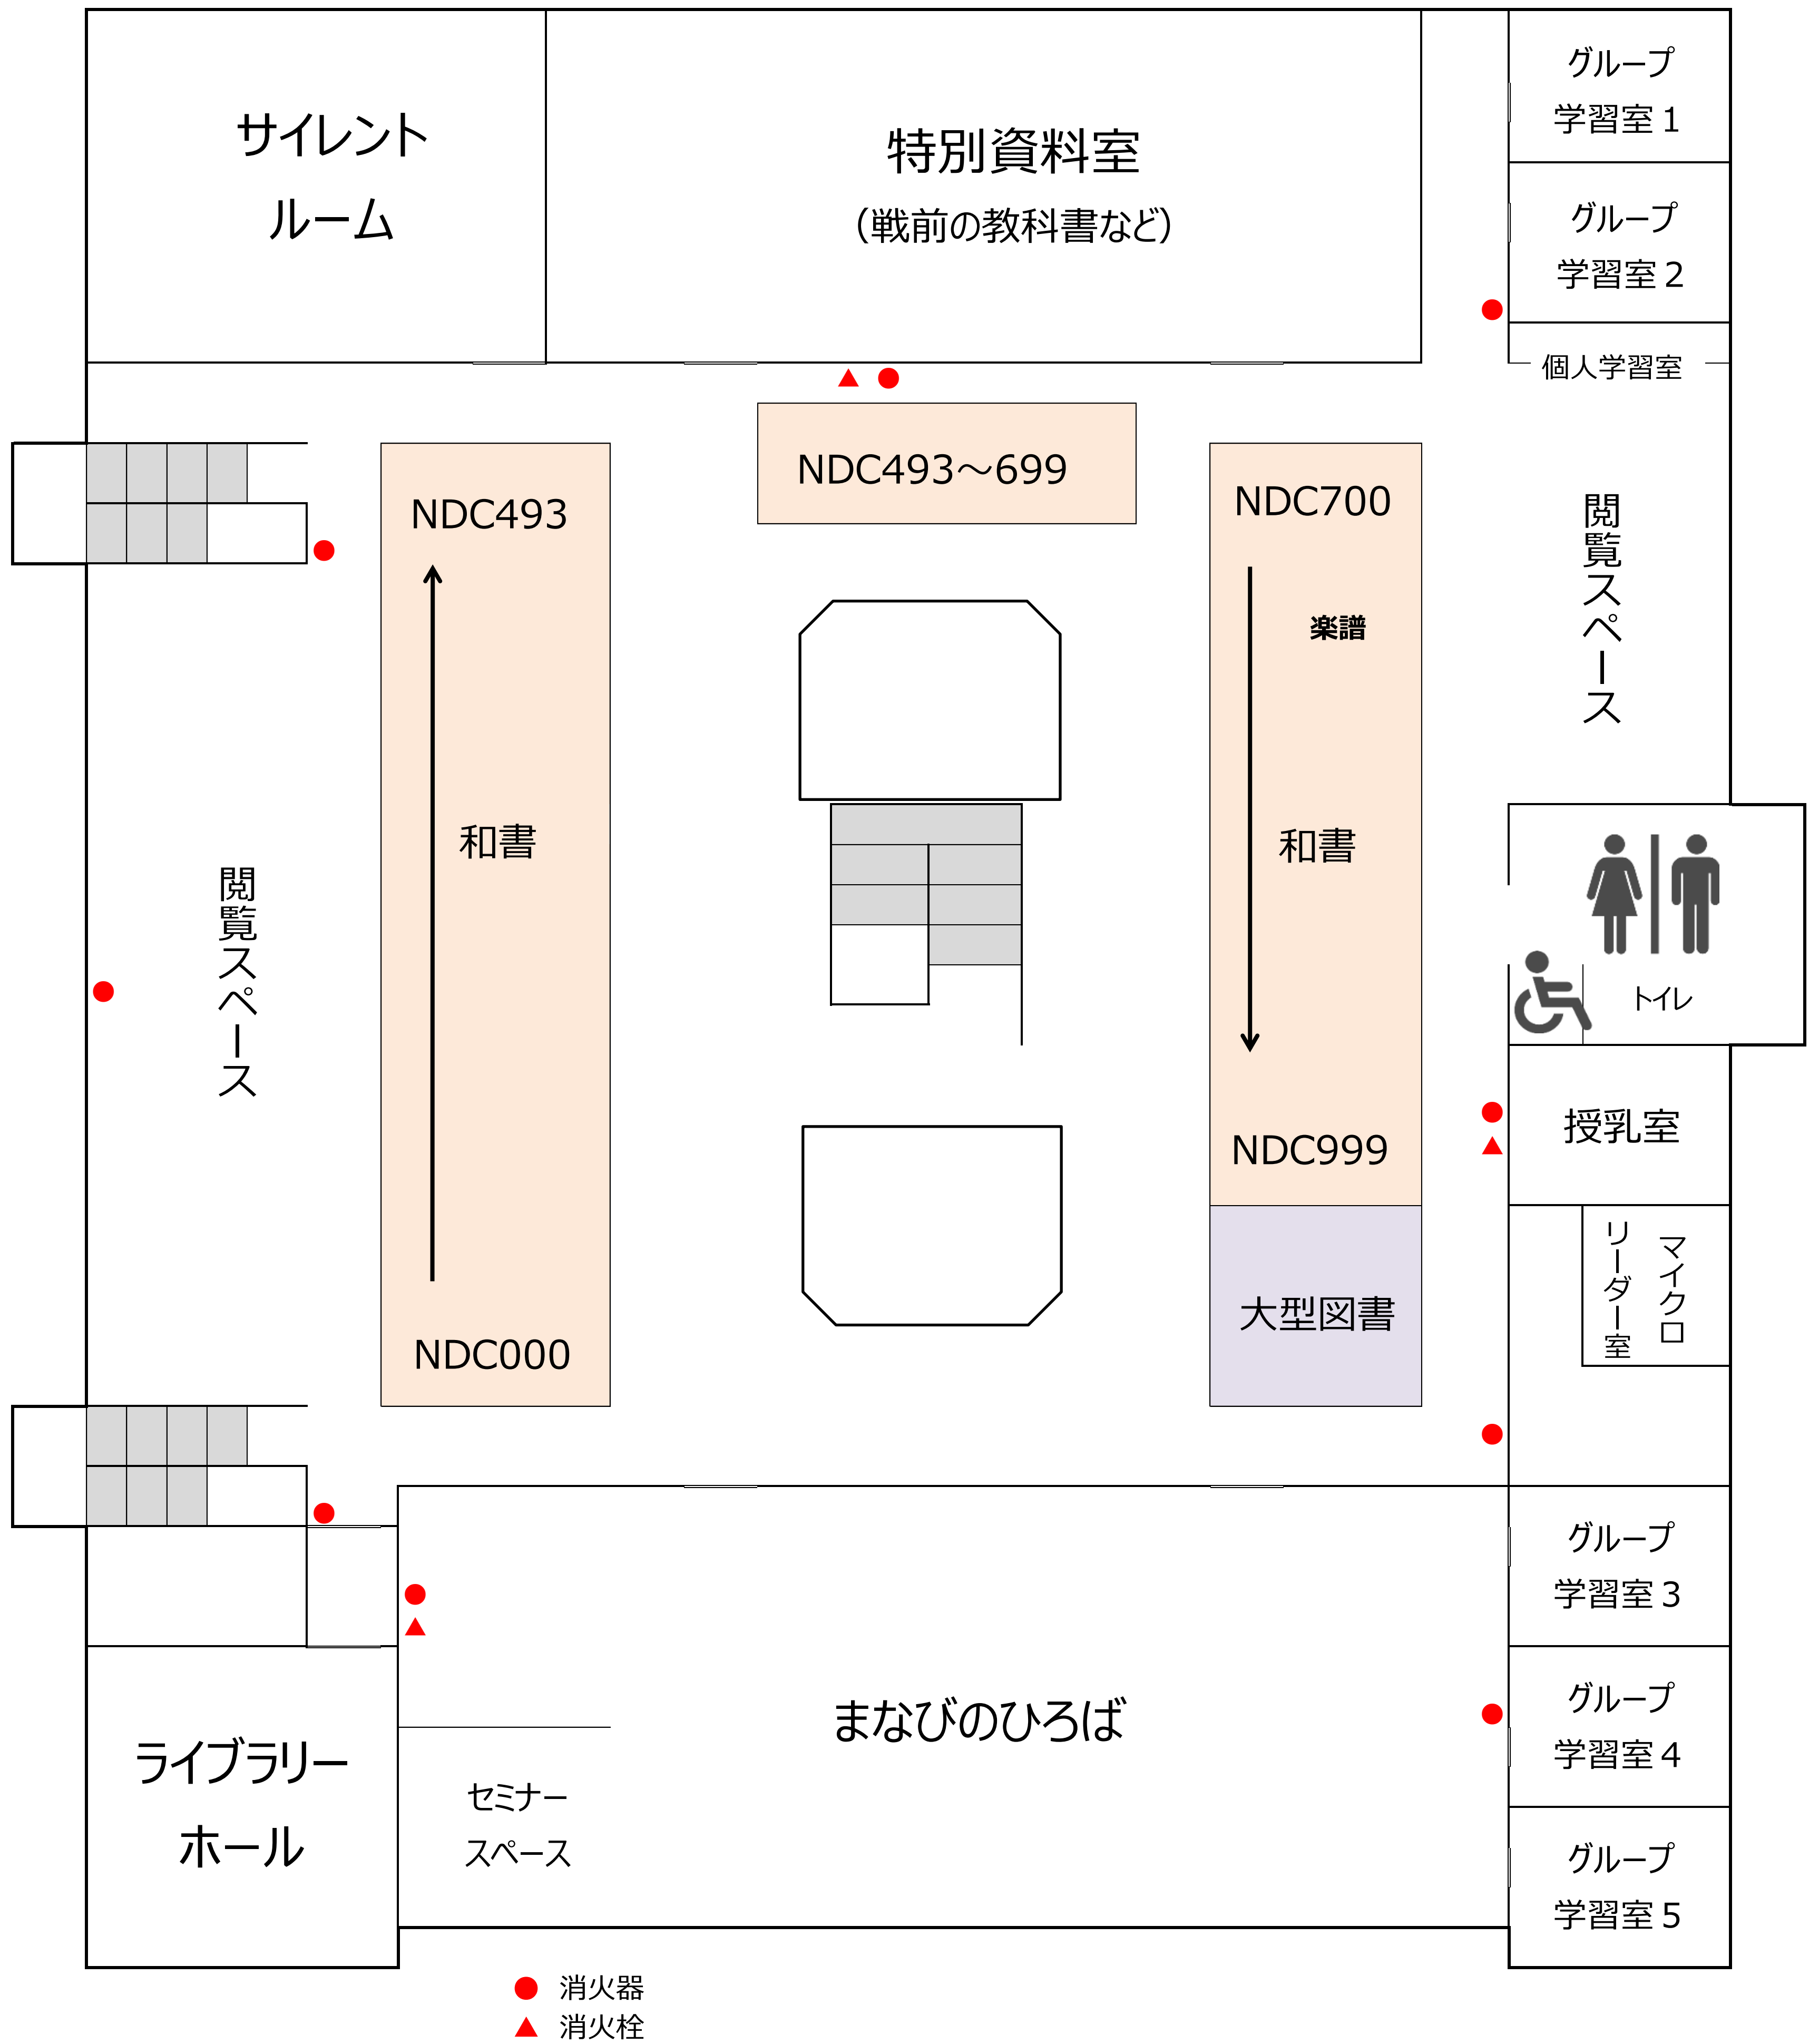 サイレント
ルーム
特別資料室
（戦前の教科書など）
グループ
学習室１
グループ
学習室２
個人学習室
NDC493
NDC493～699
NDC700
楽譜
閲覧スペース
和書
和書
閲覧スペース
トイレ
授乳室
NDC999
マイクロ
リーダー室
大型図書
NDC000
グループ
学習室３
グループ
学習室４
まなびのひろば
ライブラリー
ホール
セミナー
スペース
グループ
学習室５
消火器
消火栓